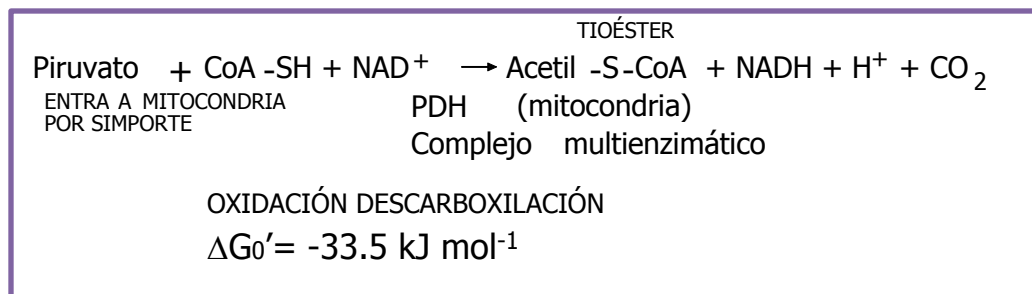 TIOÉSTER
Piruvato + CoA -SH + NAD⁺ → Acetil -S-CoA + NADH + H⁺ + CO₂
ENTRA A MITOCONDRIA
POR SIMPORTE
PDH (mitocondria)
Complejo multienzimático
OXIDACIÓN DESCARBOXILACIÓN
ΔG₀′= -33.5 kJ mol⁻¹